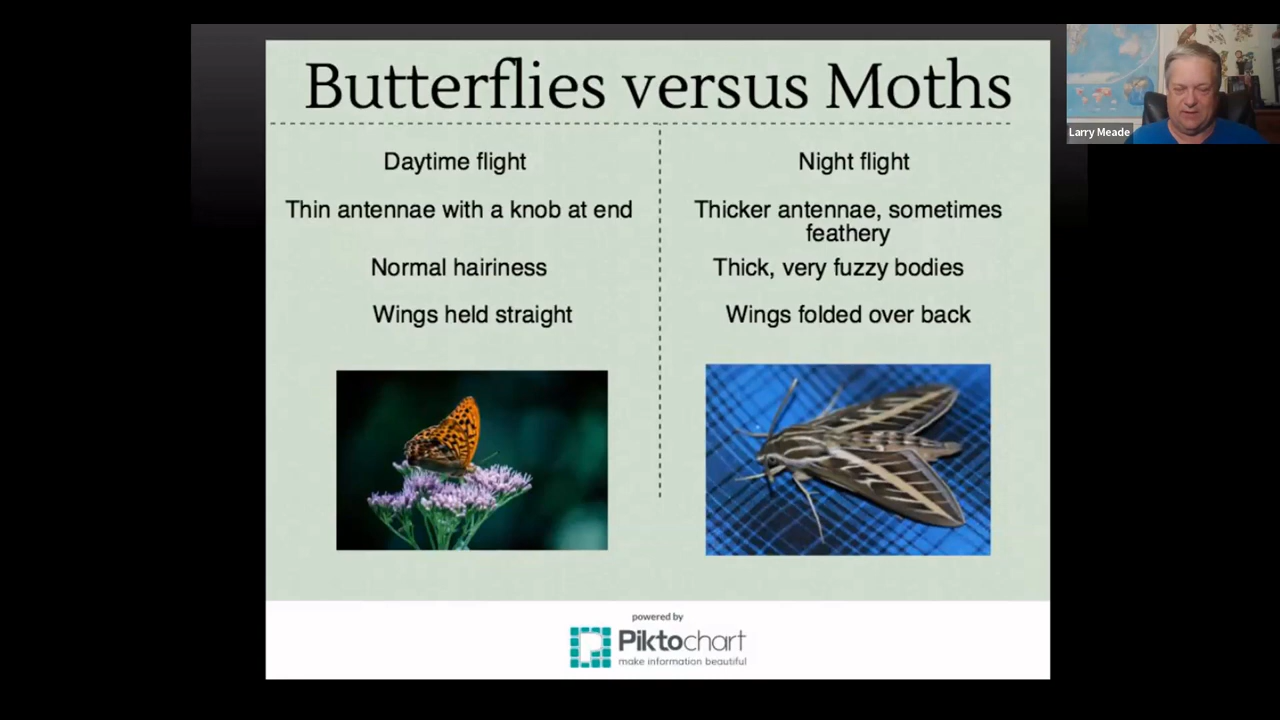 Butterflies versus Moths
Larry Meade
Daytime flight
Night flight
Thin antennae with a knob at end
Thicker antennae, sometimes
feathery
Normal hairiness
Thick, very fuzzy bodies
Wings held straight
Wings folded over back
powered by
Piktochart
make information beautiful